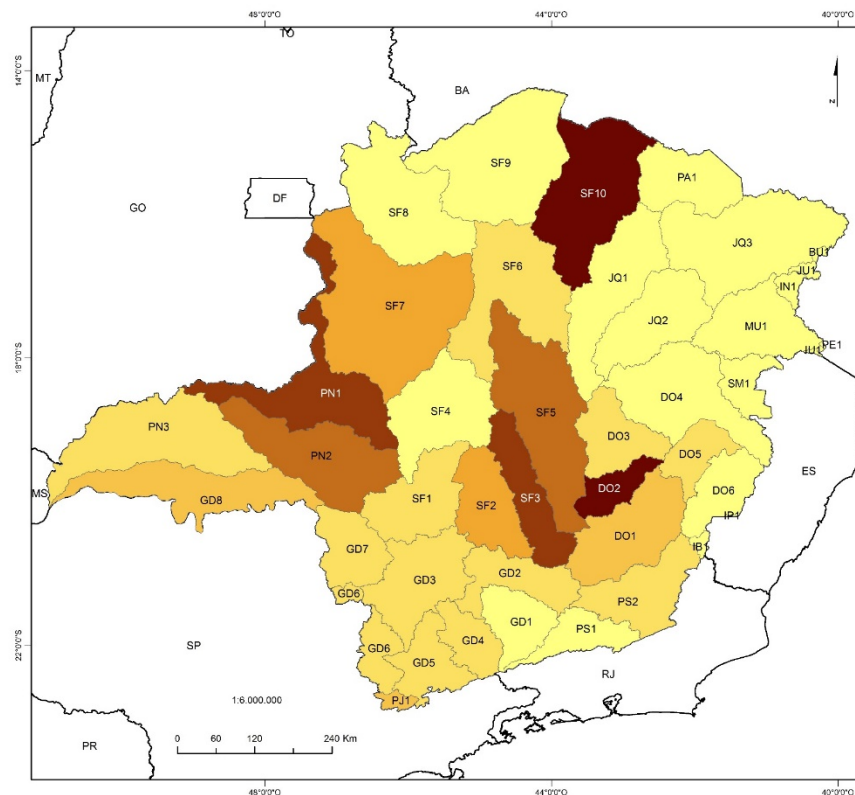 48°0'0"O 44°0'0"O 40°0'0"O
TO
14°0'0"S
MT
BA
N
SF9
PA1
DF
SF10
GO
SF8
JQ3
BU1
SF6
JU1
JQ1
IN1
SF7
JQ2
MU1
PE1
JU1
18°0'0"S
SM1
PN1
DO4
SF4
SF5
PN3
DO3
PN2
DO5
ES
SF3
DO2
MS
GD8
DO6
SF1
SF2
IP1
DO1
IB1
GD7
GD2
GD3
GD6
PS2
GD1
PS1
GD4
22°0'0"S
SP
GD6
GD5
RJ
PJ1
1:6.000.000
PR
0 60 120 240 Km
48°0'0"O 44°0'0"O 40°0'0"O